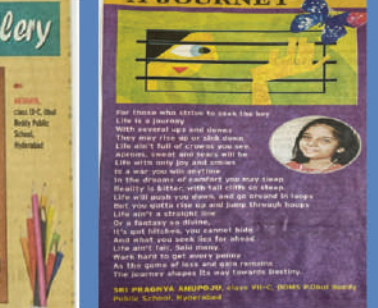 lery
class IX-C, Obul
Reddy Public
School,
Hyderabad
A JOURNEY
For those who strive to seek the key
Life is a journey
With several ups and downs
They may rise up or sink down
Life ain't full of crowns you see
Aprons, sweat and tears will be
Life with only joy and smiles
Is a war you will anytime
In the dreams of comfort you may sleep
Reality is bitter, with tall cliffs so steep.
Life will push you down, and go around in loops
But you gotta rise up and jump through hoops
Life ain't a straight line
Or a fantasy so divine,
It's got hitches, you cannot hide
And what you seek lies far ahead
Life ain't fair, Sein many,
Work hard to get every penny
As the game of loss and gain remains
The journey shapes its way towards Destiny.
SRI PRAGNYA ANUPOJU, class VII-C, P.Obul Reddy
Public School, Hyderabad